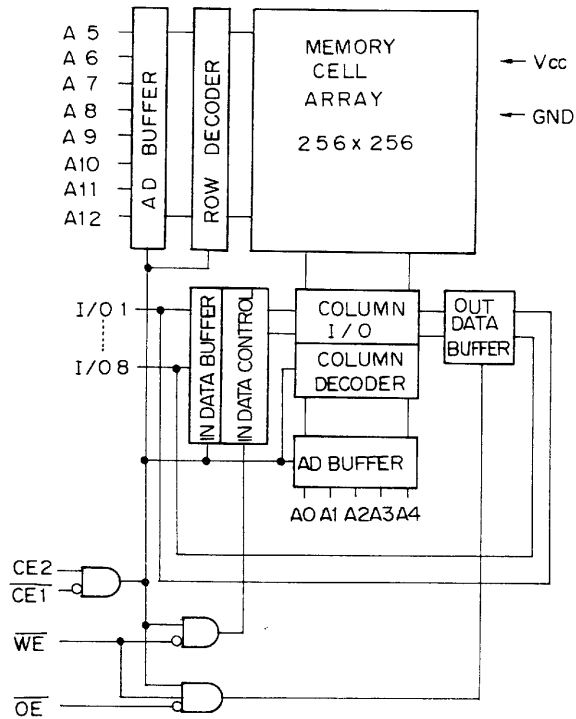 A 5
A 6
A 7
A 8
A 9
A10
A11
A12
AD BUFFER
ROW DECODER
MEMORY
CELL
ARRAY
256 x 256
Vcc
GND
I/O 1
I/O 8
IN DATA BUFFER
IN DATA CONTROL
COLUMN
I/O
COLUMN
DECODER
OUT
DATA
BUFFER
AD BUFFER
A0 A1 A2 A3 A4
CE2
CE1
WE
OE